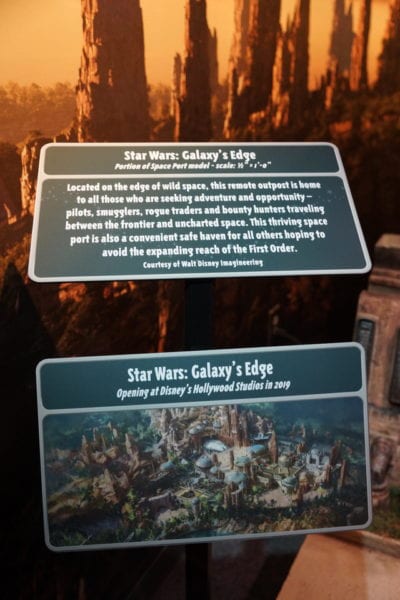 Star Wars: Galaxy's Edge
Portion of Space Port model - scale: ½" = 1'-0"
Located on the edge of wild space, this remote outpost is home
to all those who are seeking adventure and opportunity –
pilots, smugglers, rogue traders and bounty hunters traveling
between the frontier and uncharted space. This thriving space
port is also a convenient safe haven for all others hoping to
avoid the expanding reach of the First Order.
Courtesy of Walt Disney Imagineering
Star Wars: Galaxy's Edge
Opening at Disney's Hollywood Studios in 2019